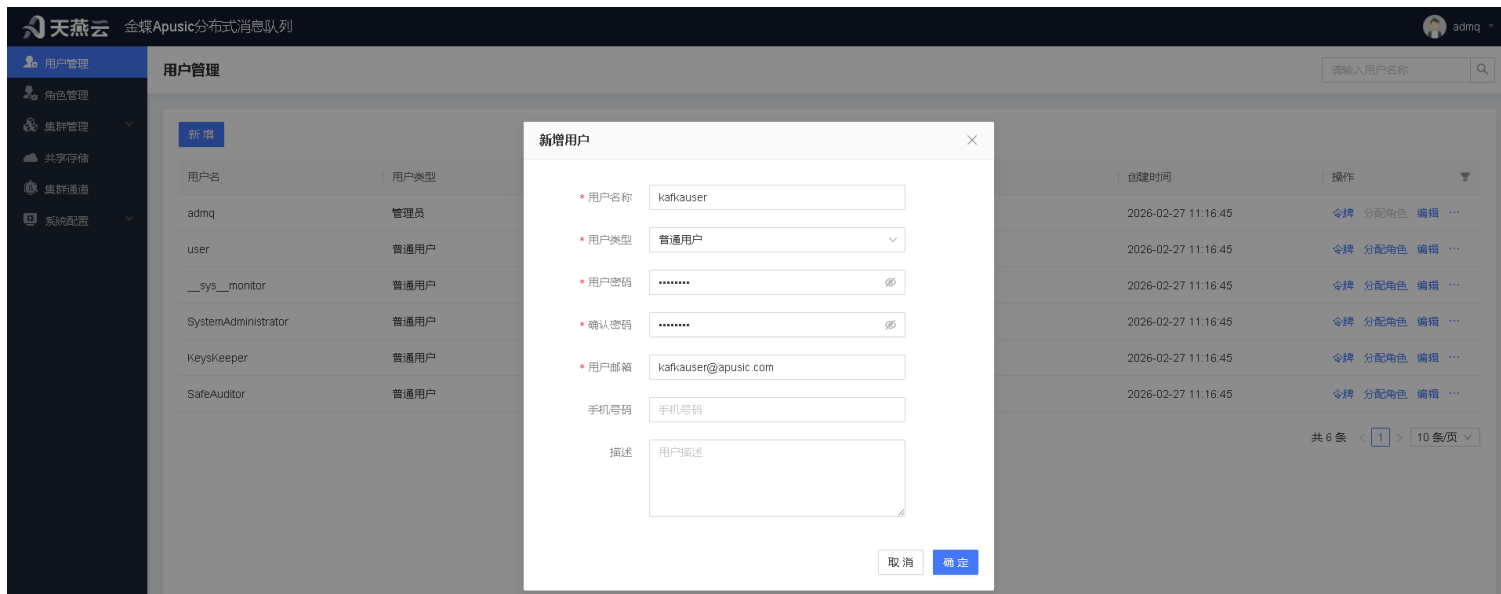 天燕云 金蝶Apusic分布式消息队列 admq
用户管理
角色管理
集群管理
共享存储
集群通道
系统配置
用户管理 请输入用户名称
新增
用户名 用户类型 创建时间 操作
admq 管理员 2026-02-27 11:16:45 令牌 分配角色 编辑 ···
user 普通用户 2026-02-27 11:16:45 令牌 分配角色 编辑 ···
__sys__monitor 普通用户 2026-02-27 11:16:45 令牌 分配角色 编辑 ···
SystemAdministrator 普通用户 2026-02-27 11:16:45 令牌 分配角色 编辑 ···
KeysKeeper 普通用户 2026-02-27 11:16:45 令牌 分配角色 编辑 ···
SafeAuditor 普通用户 2026-02-27 11:16:45 令牌 分配角色 编辑 ···
共 6 条 < 1 > 10 条/页
新增用户
* 用户名称 kafkauser
* 用户类型 普通用户
* 用户密码 ········
* 确认密码 ········
* 用户邮箱 kafkauser@apusic.com
手机号码 手机号码
描述 用户描述
取 消 确 定